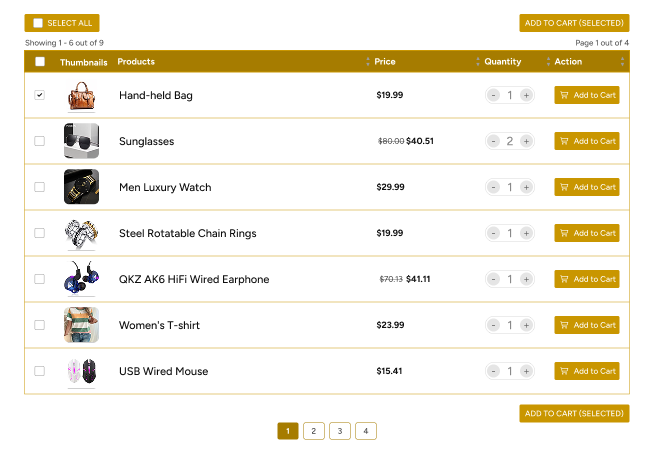 SELECT ALL
ADD TO CART (SELECTED)
Showing 1 - 6 out of 9
Page 1 out of 4
Thumbnails Products Price Quantity Action
Hand-held Bag $19.99 - 1 + Add to Cart
Sunglasses $80.00 $40.51 - 2 + Add to Cart
Men Luxury Watch $29.99 - 1 + Add to Cart
Steel Rotatable Chain Rings $19.99 - 1 + Add to Cart
QKZ AK6 HiFi Wired Earphone $70.13 $41.11 - 1 + Add to Cart
Women's T-shirt $23.99 - 1 + Add to Cart
USB Wired Mouse $15.41 - 1 + Add to Cart
ADD TO CART (SELECTED)
1 2 3 4